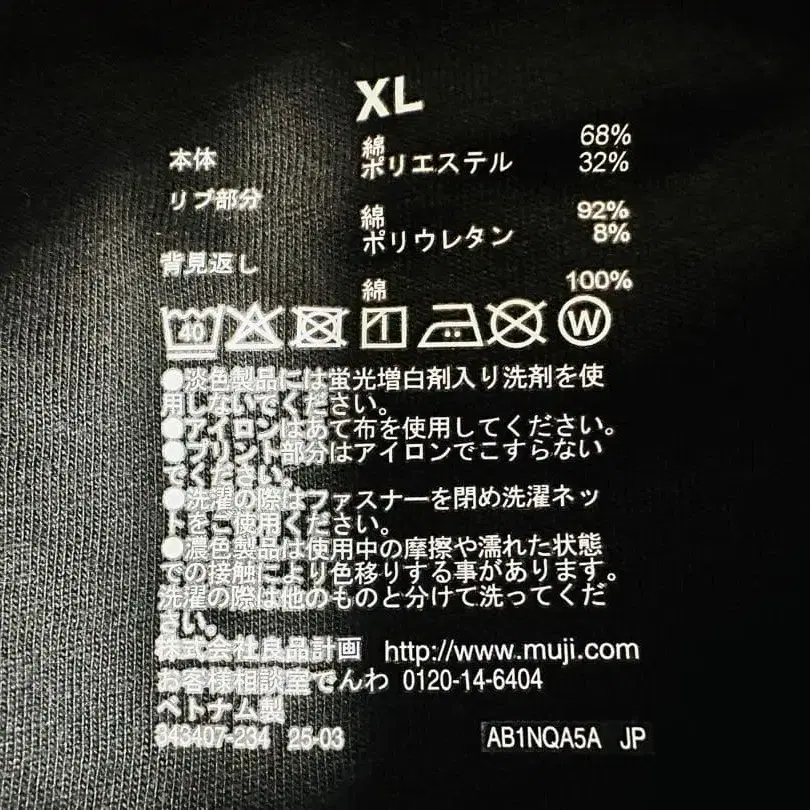 XL
本体 綿 68%
ポリエステル 32%
リブ部分 綿 92%
ポリウレタン 8%
背見返し 綿 100%
40 W
●淡色製品には蛍光増白剤入り洗剤を使
用しないでください。
●アイロンはあて布を使用してください。
●プリント部分はアイロンでこすらない
でください。
●洗濯の際はファスナーを閉め洗濯ネッ
トをご使用ください。
●濃色製品は使用中の摩擦や濡れた状態
での接触により色移りする事があります。
洗濯の際は他のものと分けて洗ってくだ
さい。
株式会社良品計画 http://www.muji.com
お客様相談室でんわ 0120-14-6404
ベトナム製
343407-234 25-03 AB1NQA5A JP